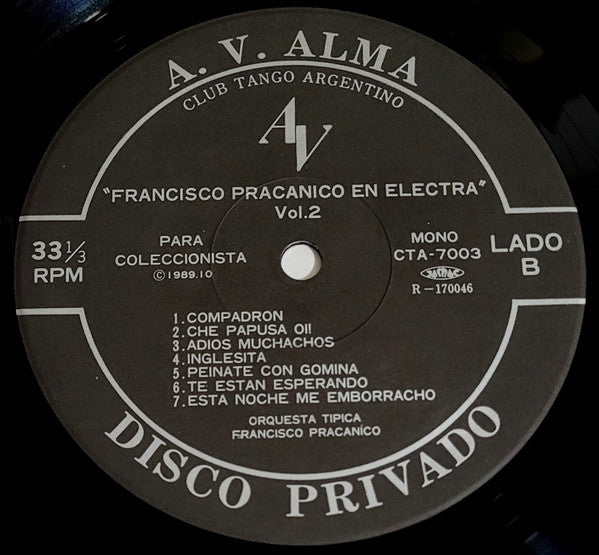 A. V. ALMA
CLUB TANGO ARGENTINO
AV
"FRANCISCO PRACANICO EN ELECTRA"
Vol.2
33 1/3
RPM
PARA
COLECCIONISTA
©1989.10
MONO
CTA-7003
R-170046
LADO
B
1.COMPADRON
2.CHE PAPUSA OI!
3.ADIOS MUCHACHOS
4.INGLESITA
5.PEINATE CON GOMINA
6.TE ESTAN ESPERANDO
7.ESTA NOCHE ME EMBORRACHO
ORQUESTA TIPICA
FRANCISCO PRACANICO
DISCO PRIVADO